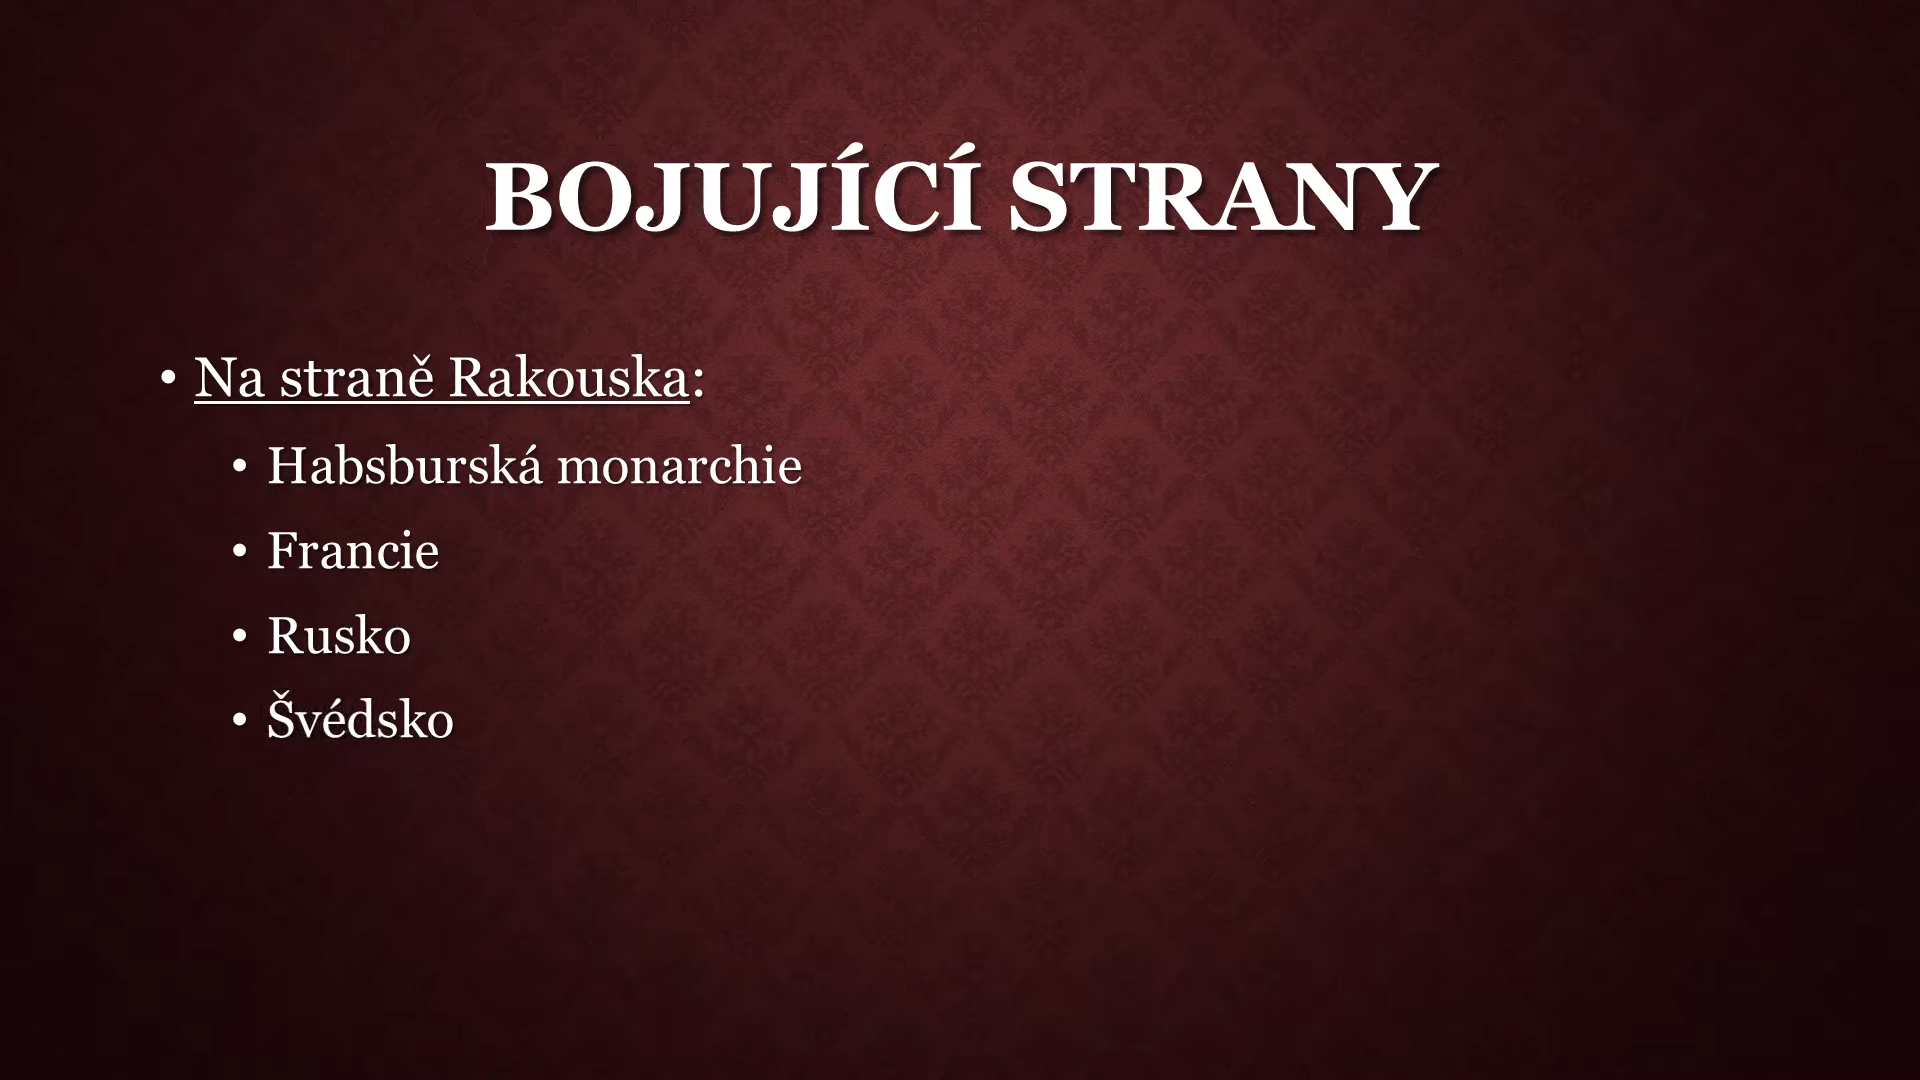 BOJUJÍCÍ STRANY
• Na straně Rakouska:
• Habsburská monarchie
• Francie
• Rusko
• Švédsko